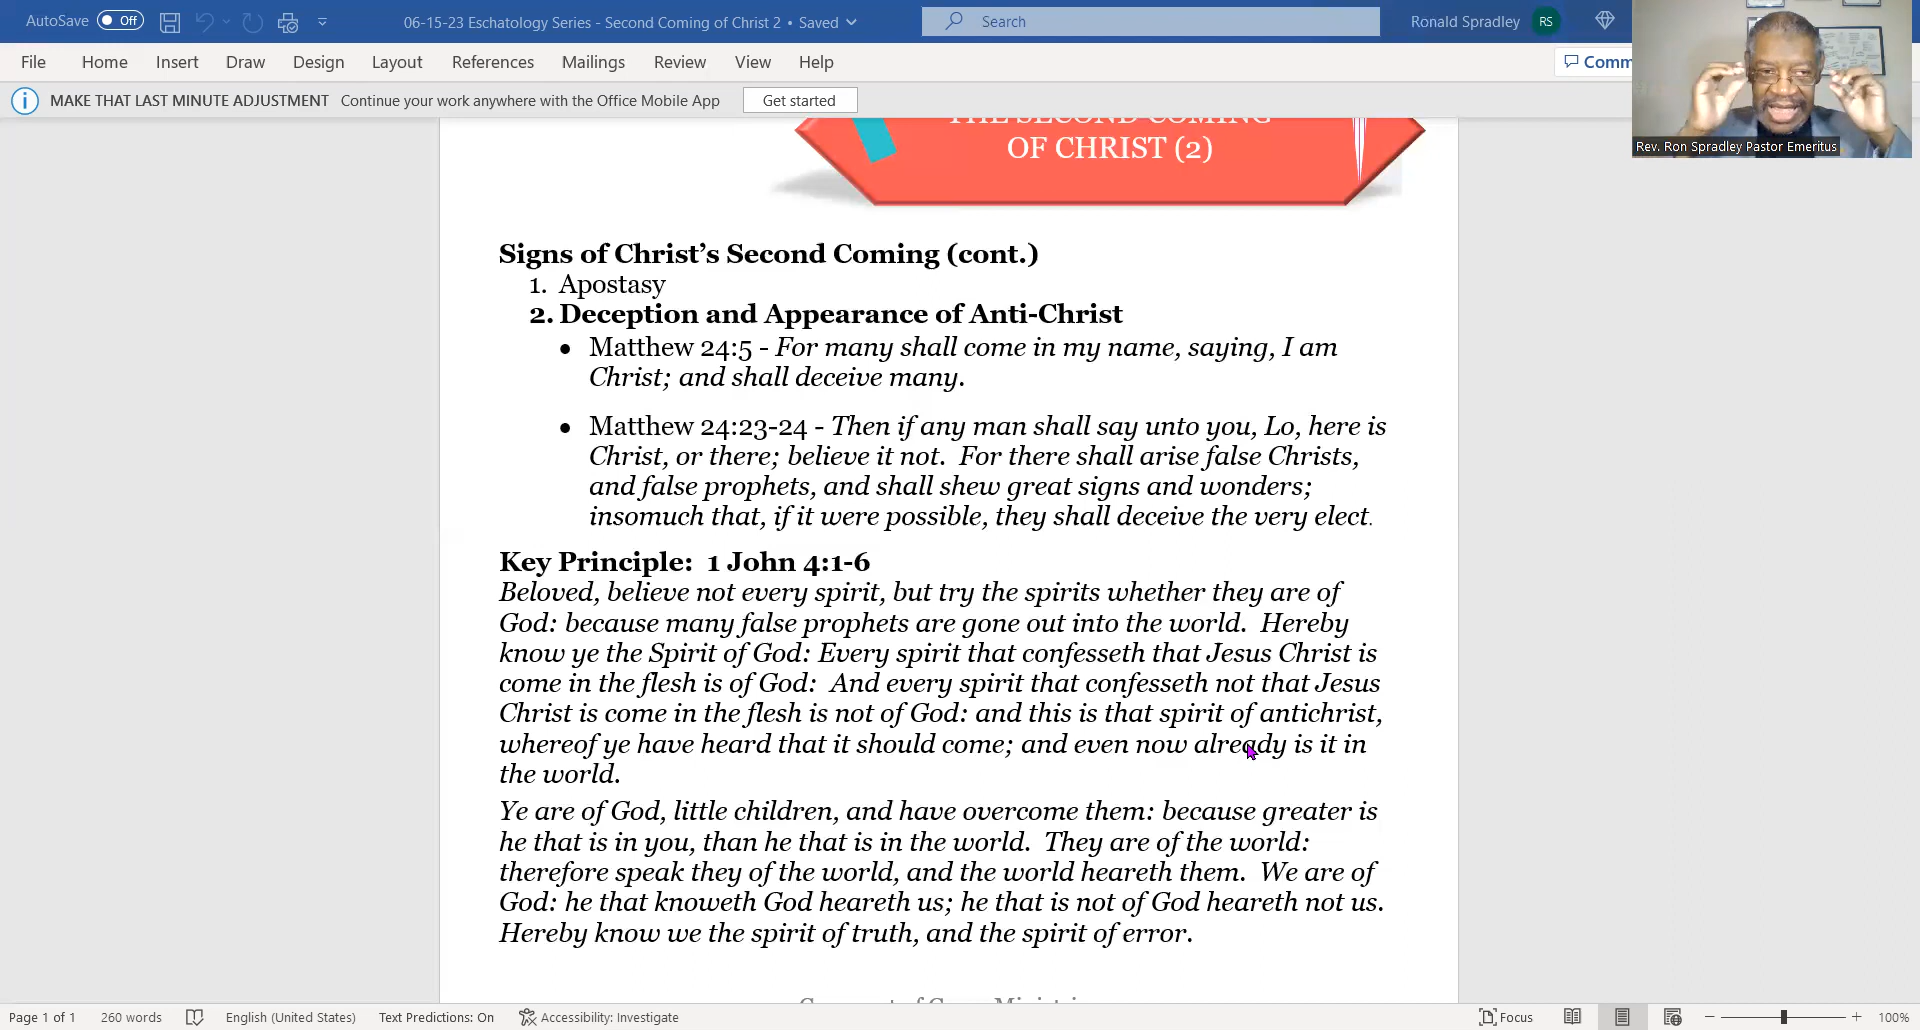 AutoSave Off 06-15-23 Eschatology Series - Second Coming of Christ 2 • Saved Search Ronald Spradley RS
File Home Insert Draw Design Layout References Mailings Review View Help Comm
MAKE THAT LAST MINUTE ADJUSTMENT Continue your work anywhere with the Office Mobile App Get started
Rev. Ron Spradley Pastor Emeritus
THE SECOND COMING
OF CHRIST (2)
Signs of Christ’s Second Coming (cont.)
1. Apostasy
2. Deception and Appearance of Anti-Christ
• Matthew 24:5 - For many shall come in my name, saying, I am
Christ; and shall deceive many.
• Matthew 24:23-24 - Then if any man shall say unto you, Lo, here is
Christ, or there; believe it not.  For there shall arise false Christs,
and false prophets, and shall shew great signs and wonders;
insomuch that, if it were possible, they shall deceive the very elect.
Key Principle:  1 John 4:1-6
Beloved, believe not every spirit, but try the spirits whether they are of
God: because many false prophets are gone out into the world.  Hereby
know ye the Spirit of God: Every spirit that confesseth that Jesus Christ is
come in the flesh is of God:  And every spirit that confesseth not that Jesus
Christ is come in the flesh is not of God: and this is that spirit of antichrist,
whereof ye have heard that it should come; and even now already is it in
the world.
Ye are of God, little children, and have overcome them: because greater is
he that is in you, than he that is in the world.  They are of the world:
therefore speak they of the world, and the world heareth them.  We are of
God: he that knoweth God heareth us; he that is not of God heareth not us.
Hereby know we the spirit of truth, and the spirit of error.
Page 1 of 1 260 words English (United States) Text Predictions: On Accessibility: Investigate Focus 100%